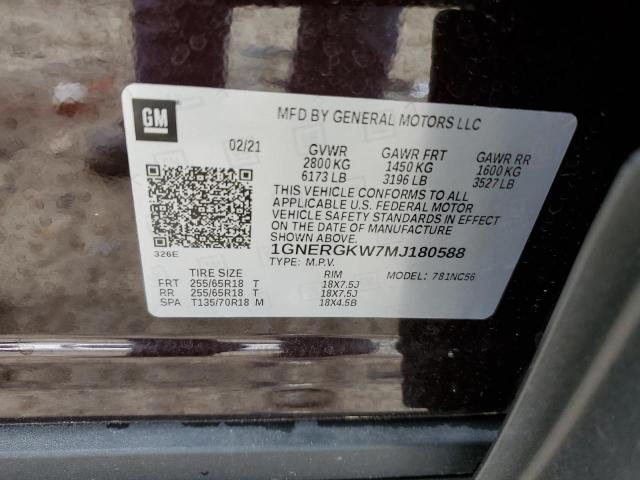 GM
MFD BY GENERAL MOTORS LLC
02/21 GVWR GAWR FRT GAWR RR
2800 KG 1450 KG 1600 KG
6173 LB 3196 LB 3527 LB
THIS VEHICLE CONFORMS TO ALL
APPLICABLE U.S. FEDERAL MOTOR
VEHICLE SAFETY STANDARDS IN EFFECT
ON THE DATE OF MANUFACTURE
SHOWN ABOVE.
326E
1GNERGKW7MJ180588
TYPE: M.P.V. MODEL: 781NC56
TIRE SIZE RIM
FRT 255/65R18 T 18X7.5J
RR 255/65R18 T 18X7.5J
SPA T135/70R18 M 18X4.5B